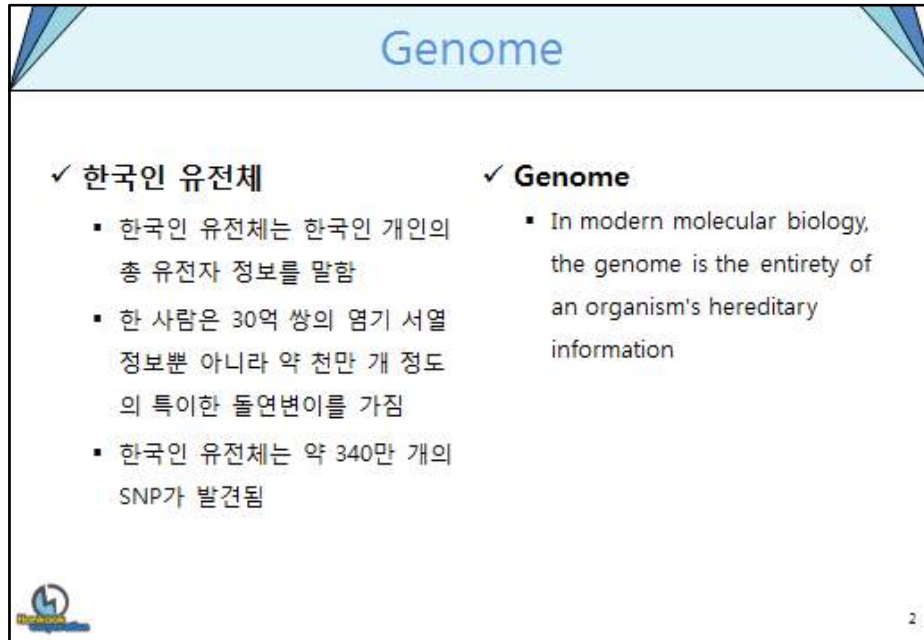 Genome
✓ 한국인 유전체
▪ 한국인 유전체는 한국인 개인의
총 유전자 정보를 말함
▪ 한 사람은 30억 쌍의 염기 서열
정보뿐 아니라 약 천만 개 정도
의 특이한 돌연변이를 가짐
▪ 한국인 유전체는 약 340만 개의
SNP가 발견됨
✓ Genome
▪ In modern molecular biology,
the genome is the entirety of
an organism's hereditary
information
Hankook
2